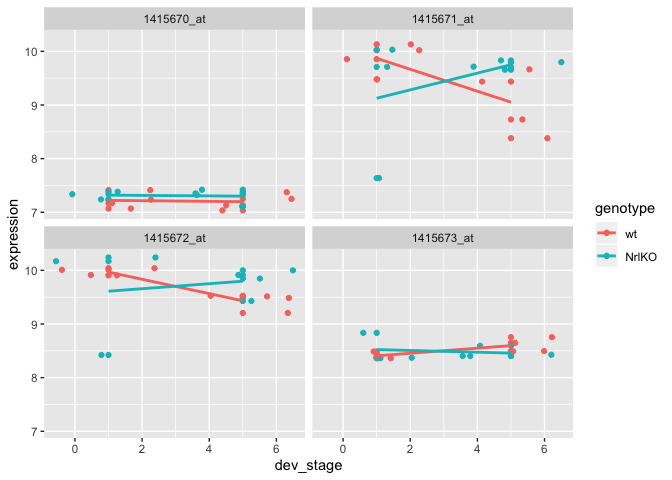 1415670_at 1415671_at
10
9
8
7
expression
1415672_at 1415673_at
10
9
8
7
0 2 4 6 0 2 4 6
dev_stage
genotype
wt
NrlKO